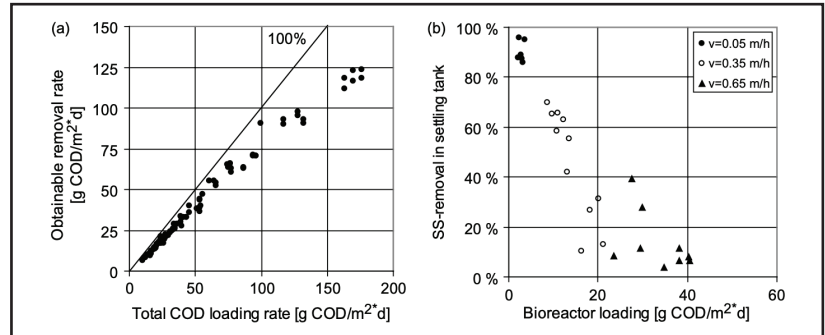 (a)
100%
150
125
100
75
50
25
0
0
50
100
150
200
Obtainable removal rate
[g COD/m²*d]
Total COD loading rate [g COD/m²*d]
(b)
100 %
80 %
60 %
40 %
20 %
0 %
0
20
40
60
SS-removal in settling tank
Bioreactor loading [g COD/m²*d]
v=0.05 m/h
v=0.35 m/h
v=0.65 m/h